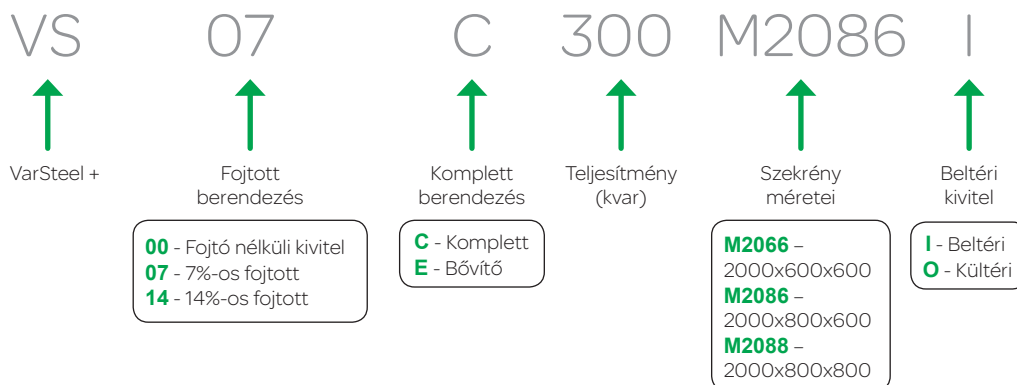 VS 07 C 300 M2086 I
VarSteel +
Fojtott
berendezés
Komplett
berendezés
Teljesítmény
(kvar)
Szekrény
méretei
Beltéri
kivitel
00 - Fojtó nélküli kivitel
07 - 7%-os fojtott
14 - 14%-os fojtott
C - Komplett
E - Bővítő
M2066 –
2000x600x600
M2086 –
2000x800x600
M2088 –
2000x800x800
I - Beltéri
O - Kültéri